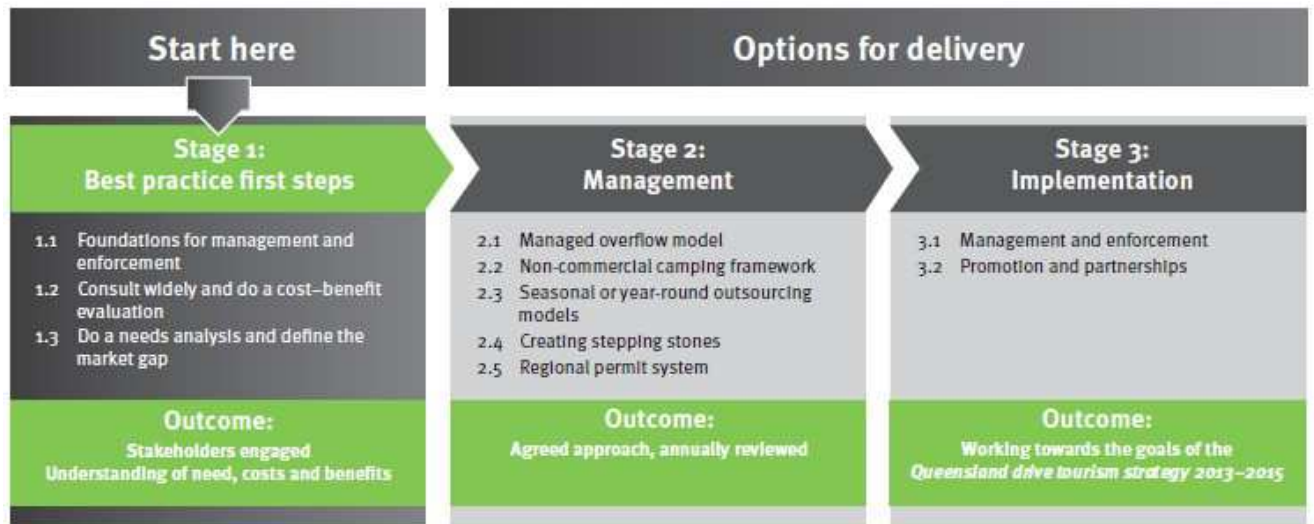 Start here
Options for delivery
Stage 1:
Best practice first steps
1.1 Foundations for management and
enforcement
1.2 Consult widely and do a cost–benefit
evaluation
1.3 Do a needs analysis and define the
market gap
Outcome:
Stakeholders engaged
Understanding of need, costs and benefits
Stage 2:
Management
2.1 Managed overflow model
2.2 Non-commercial camping framework
2.3 Seasonal or year-round outsourcing
models
2.4 Creating stepping stones
2.5 Regional permit system
Outcome:
Agreed approach, annually reviewed
Stage 3:
Implementation
3.1 Management and enforcement
3.2 Promotion and partnerships
Outcome:
Working towards the goals of the
Queensland drive tourism strategy 2013–2015